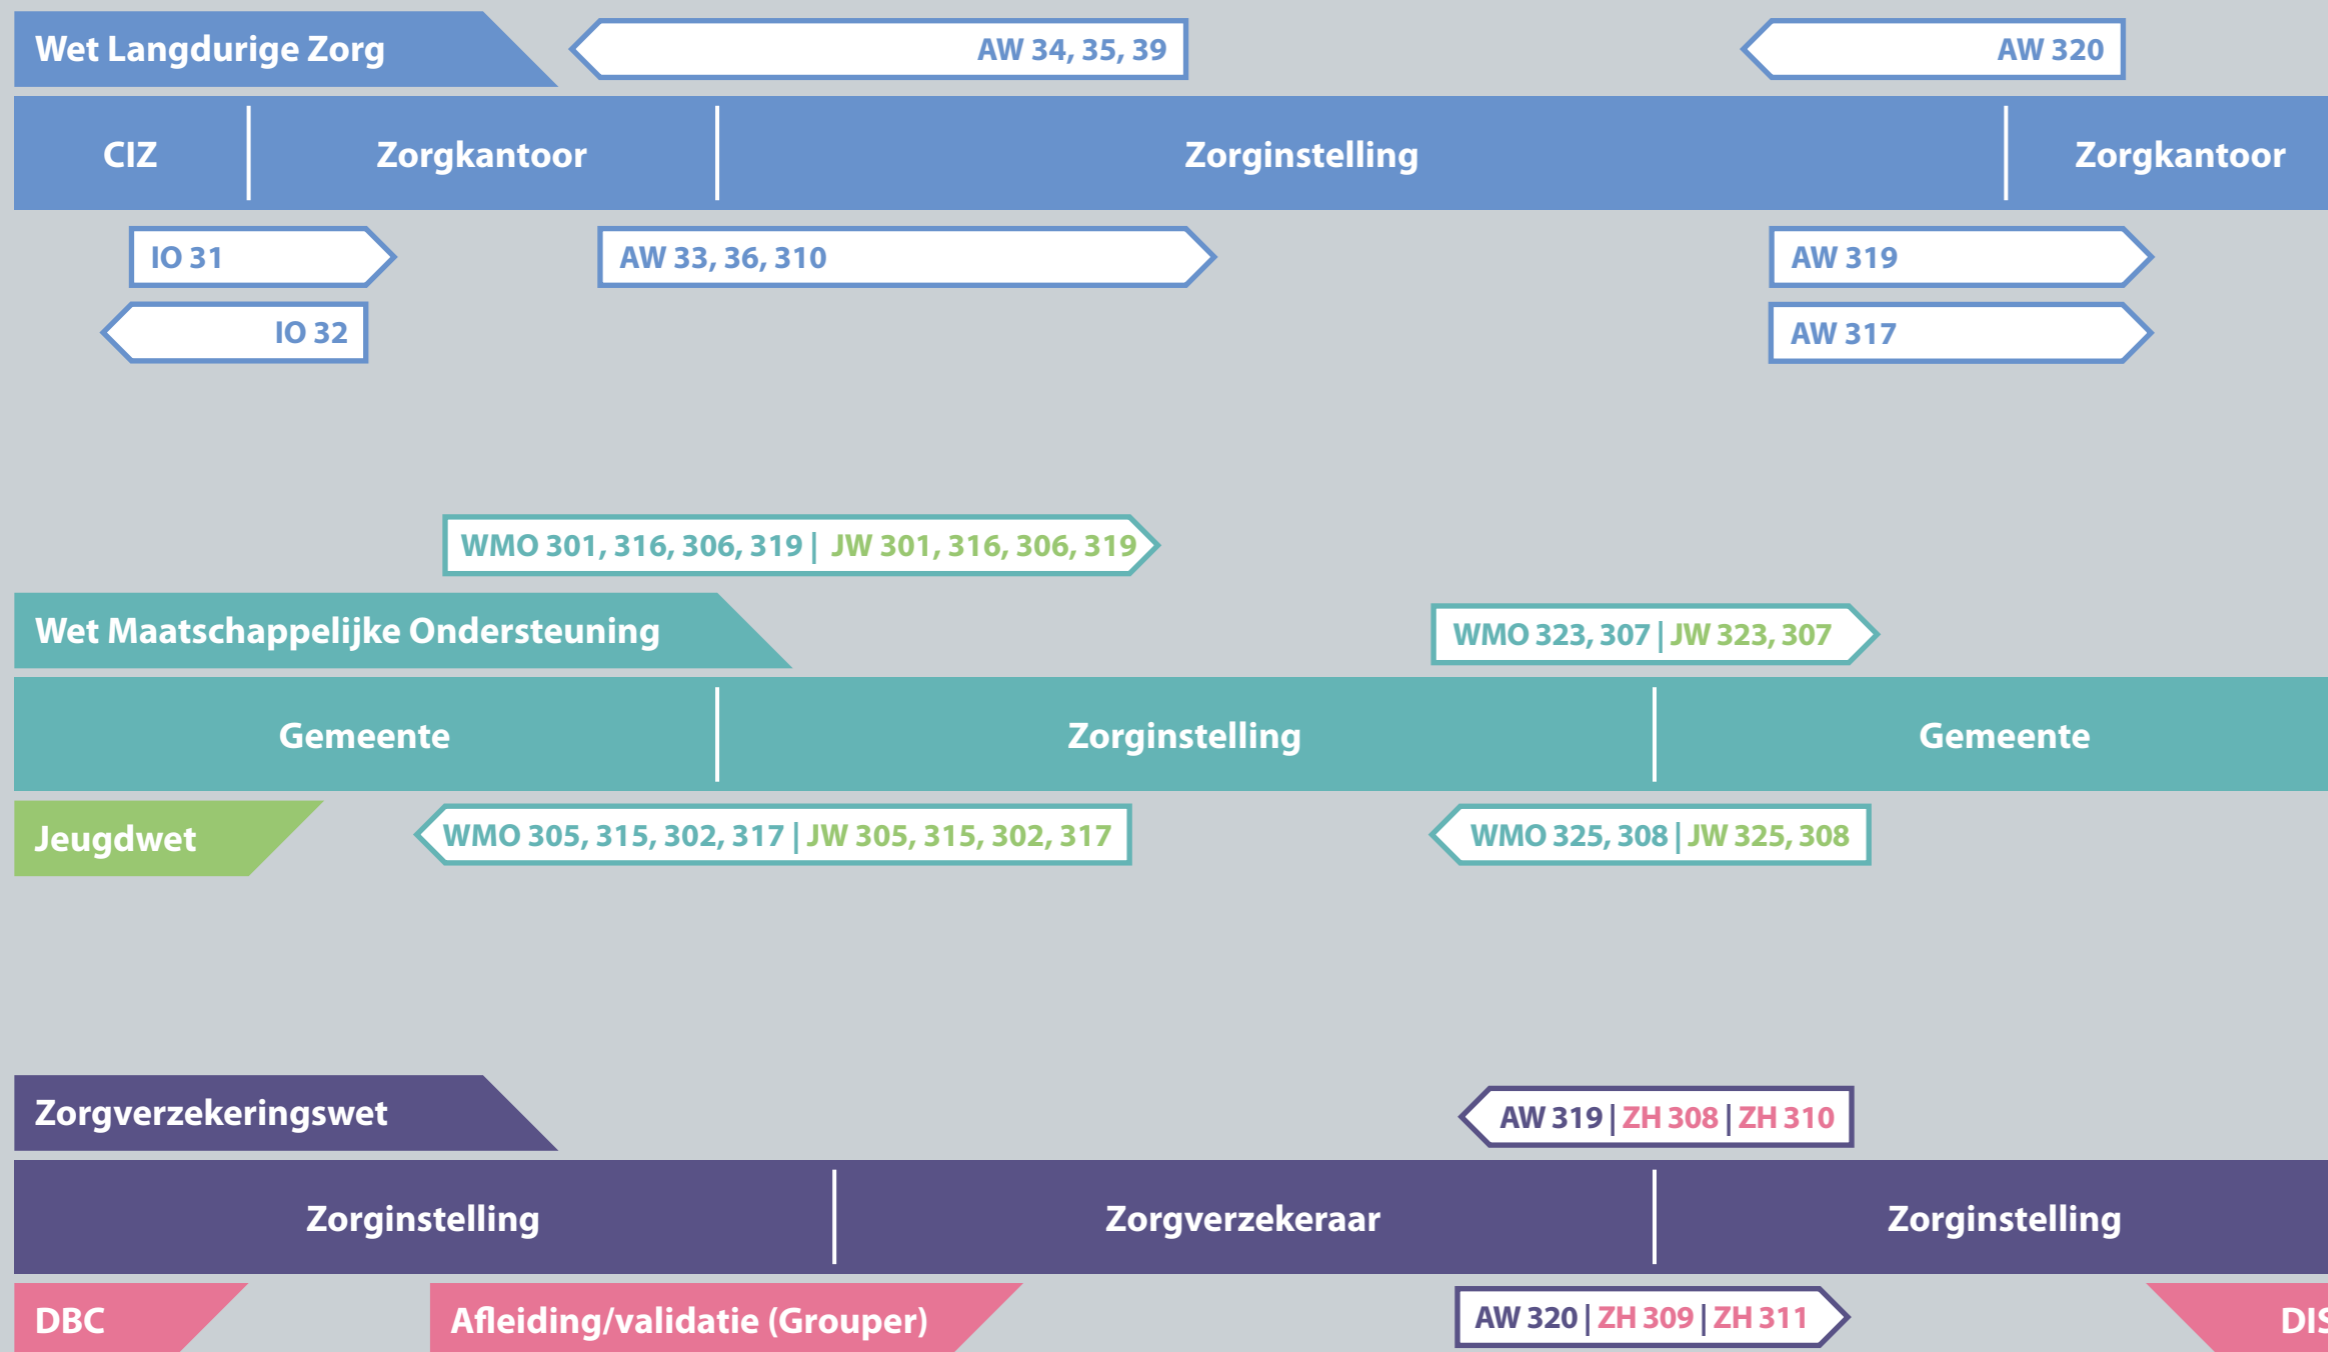 Wet Langdurige Zorg
AW 34, 35, 39
AW 320
CIZ
Zorgkantoor
Zorginstelling
Zorgkantoor
IO 31
AW 33, 36, 310
AW 319
IO 32
AW 317
WMO 301, 316, 306, 319 | JW 301, 316, 306, 319
Wet Maatschappelijke Ondersteuning
WMO 323, 307 | JW 323, 307
Gemeente
Zorginstelling
Gemeente
Jeugdwet
WMO 305, 315, 302, 317 | JW 305, 315, 302, 317
WMO 325, 308 | JW 325, 308
Zorgverzekeringswet
AW 319 | ZH 308 | ZH 310
Zorginstelling
Zorgverzekeraar
Zorginstelling
DBC
Afleiding/validatie (Grouper)
AW 320 | ZH 309 | ZH 311
DIS